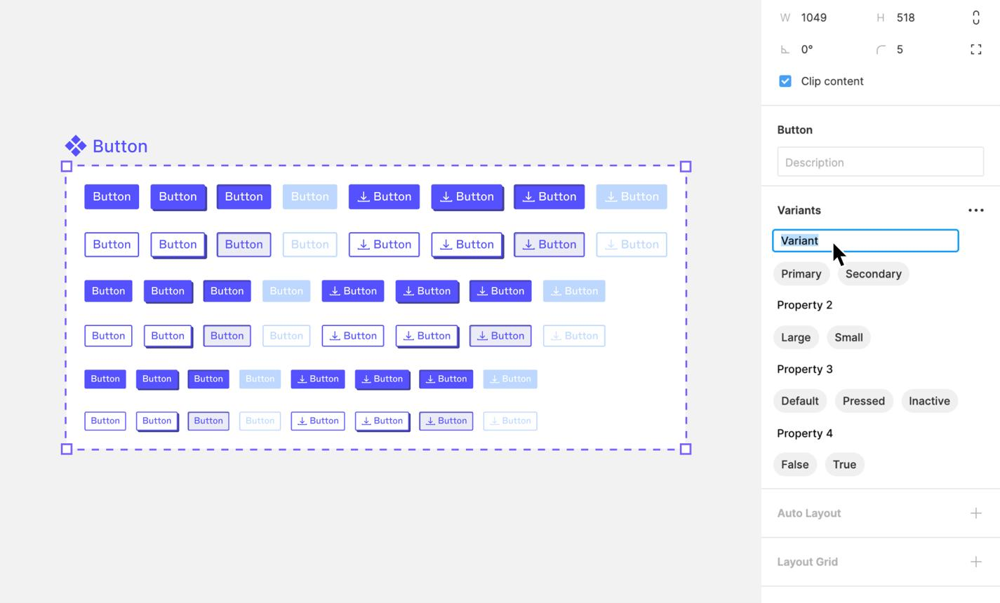 W 1049 H 518
0° 5
Clip content
Button
Description
Variants
Variant
Primary Secondary
Property 2
Large Small
Property 3
Default Pressed Inactive
Property 4
False True
Auto Layout
Layout Grid
Button
Button Button Button Button Button Button Button Button
Button Button Button Button Button Button Button Button
Button Button Button Button Button Button Button Button
Button Button Button Button Button Button Button Button
Button Button Button Button Button Button Button Button
Button Button Button Button Button Button Button Button